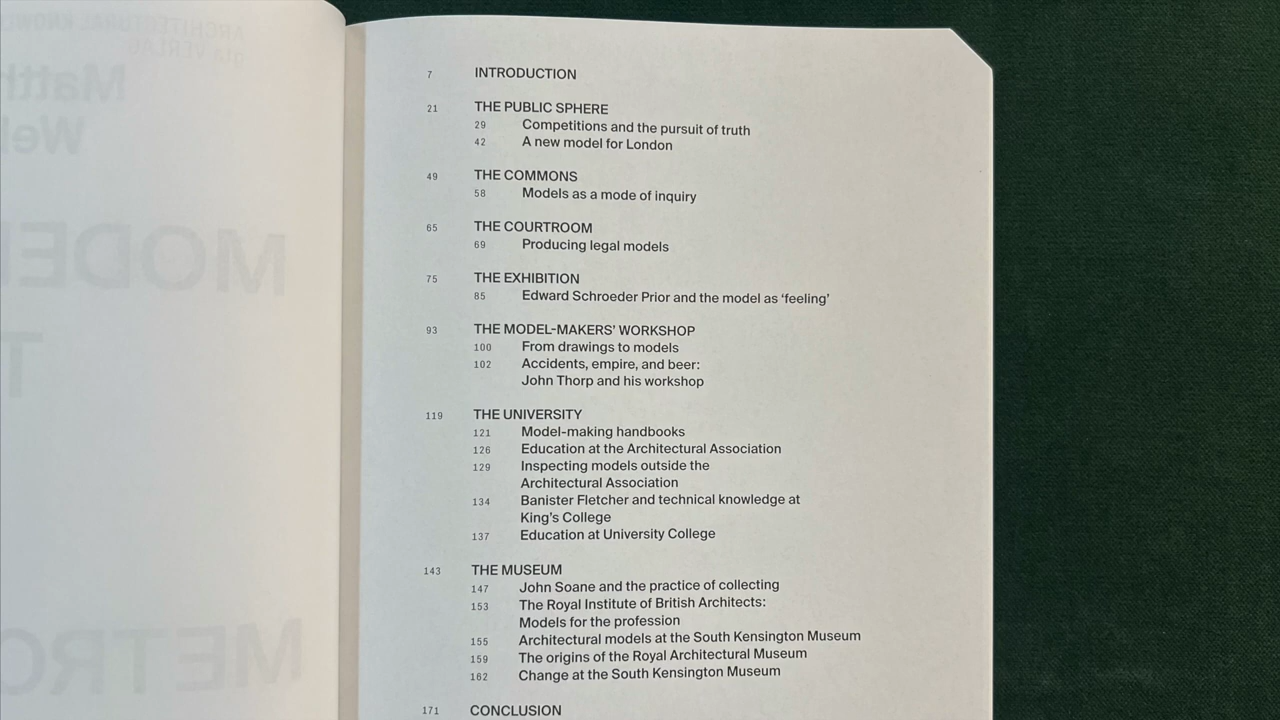 7 INTRODUCTION
21 THE PUBLIC SPHERE
29 Competitions and the pursuit of truth
42 A new model for London
49 THE COMMONS
58 Models as a mode of inquiry
65 THE COURTROOM
69 Producing legal models
75 THE EXHIBITION
85 Edward Schroeder Prior and the model as ‘feeling’
93 THE MODEL-MAKERS’ WORKSHOP
100 From drawings to models
102 Accidents, empire, and beer:
John Thorp and his workshop
119 THE UNIVERSITY
121 Model-making handbooks
126 Education at the Architectural Association
129 Inspecting models outside the
Architectural Association
134 Banister Fletcher and technical knowledge at
King’s College
137 Education at University College
143 THE MUSEUM
147 John Soane and the practice of collecting
153 The Royal Institute of British Architects:
Models for the profession
155 Architectural models at the South Kensington Museum
159 The origins of the Royal Architectural Museum
162 Change at the South Kensington Museum
171 CONCLUSION